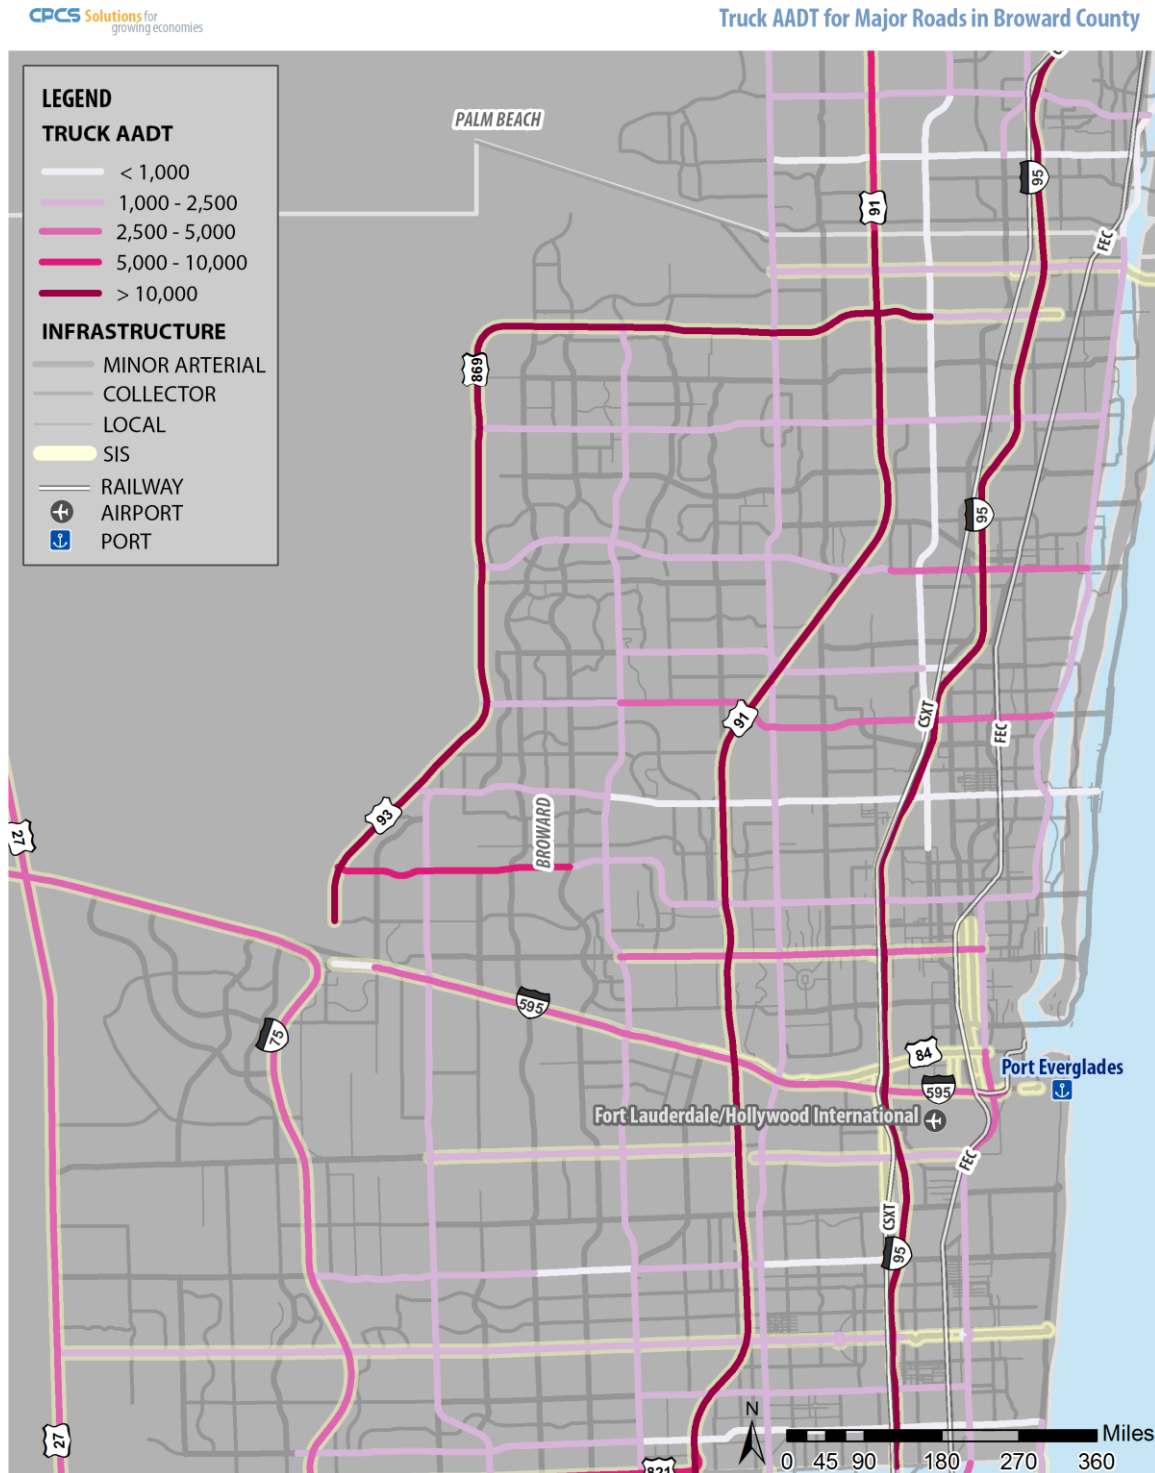 CPCS Solutions for
growing economies
Truck AADT for Major Roads in Broward County
LEGEND
TRUCK AADT
< 1,000
1,000 - 2,500
2,500 - 5,000
5,000 - 10,000
> 10,000
INFRASTRUCTURE
MINOR ARTERIAL
COLLECTOR
LOCAL
SIS
RAILWAY
AIRPORT
PORT
PALM BEACH
95
91
FEC
869
95
CSXT
91
FEC
93
BROWARD
27
595
75
84
Port Everglades
595
Fort Lauderdale/Hollywood International
FEC
CSXT
95
27
821
N
Miles
0 45 90 180 270 360